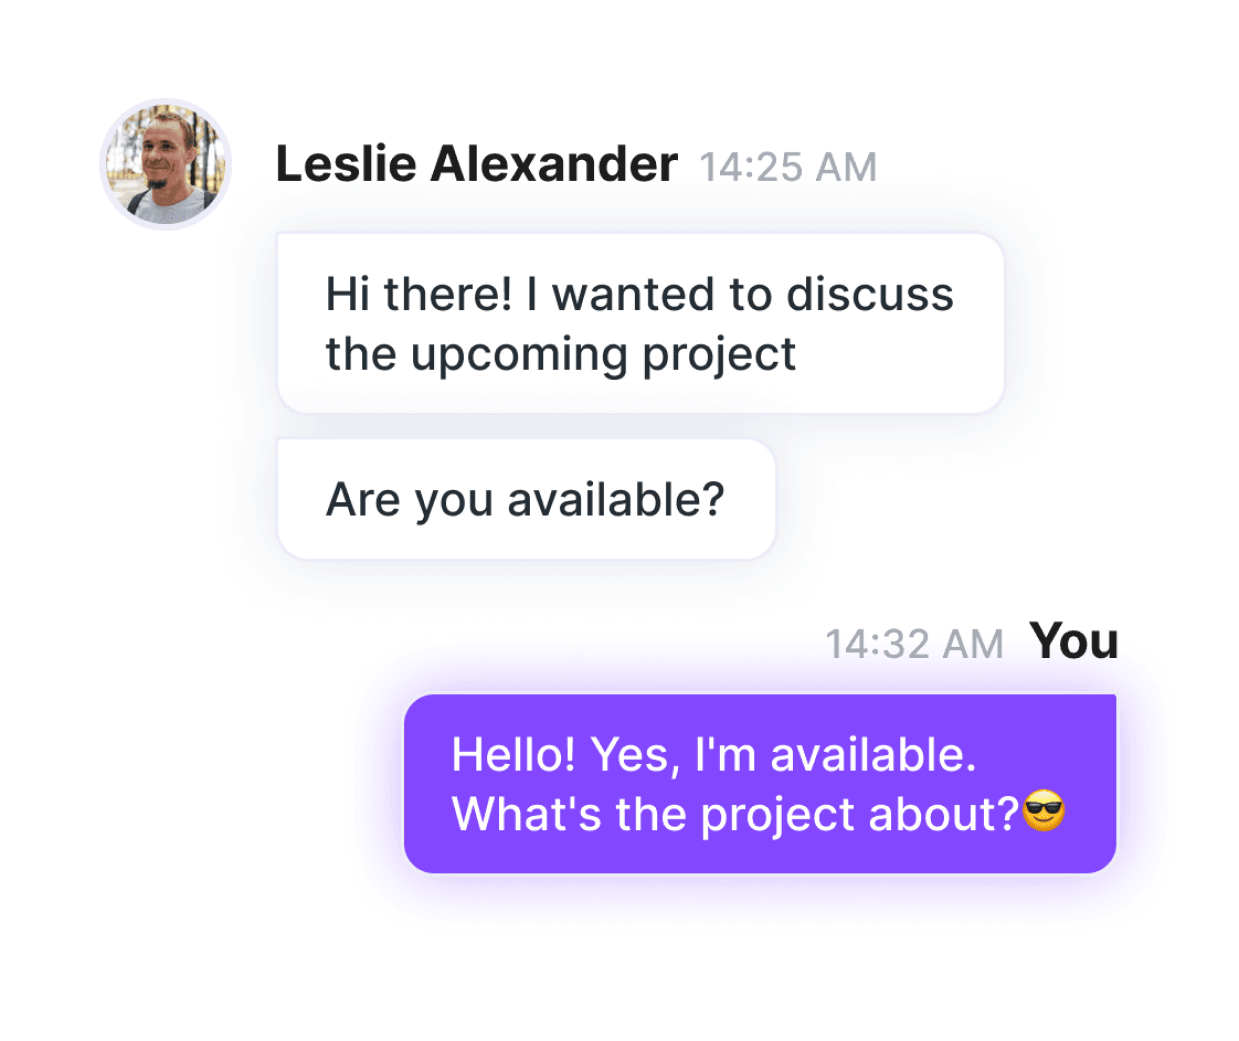 Leslie Alexander 14:25 AM
Hi there! I wanted to discuss
the upcoming project
Are you available?
14:32 AM You
Hello! Yes, I'm available.
What's the project about?😎